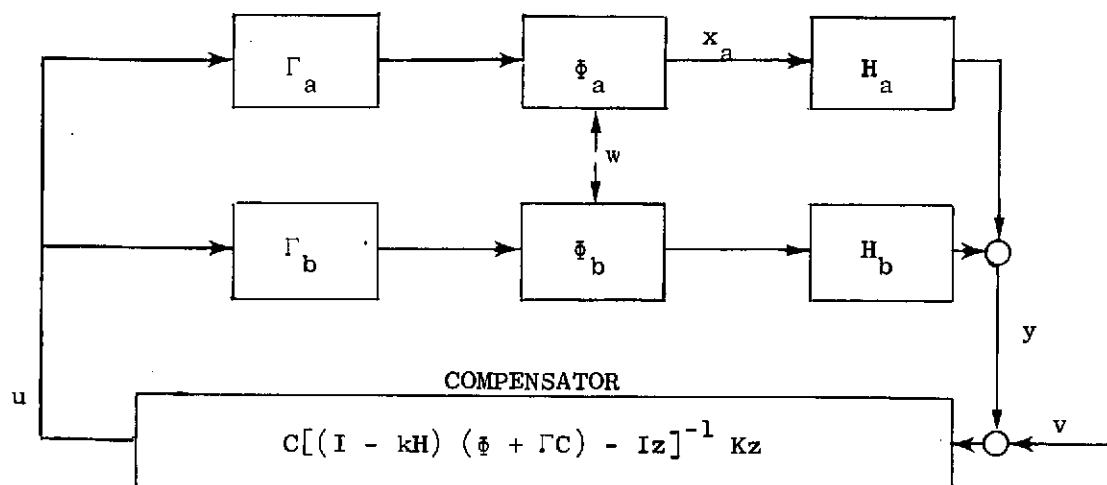 Γa
Φa
xa
Ha
w
Γb
Φb
Hb
y
COMPENSATOR
u
C[(I - kH) (Φ + ΓC) - Iz]⁻¹ Kz
v